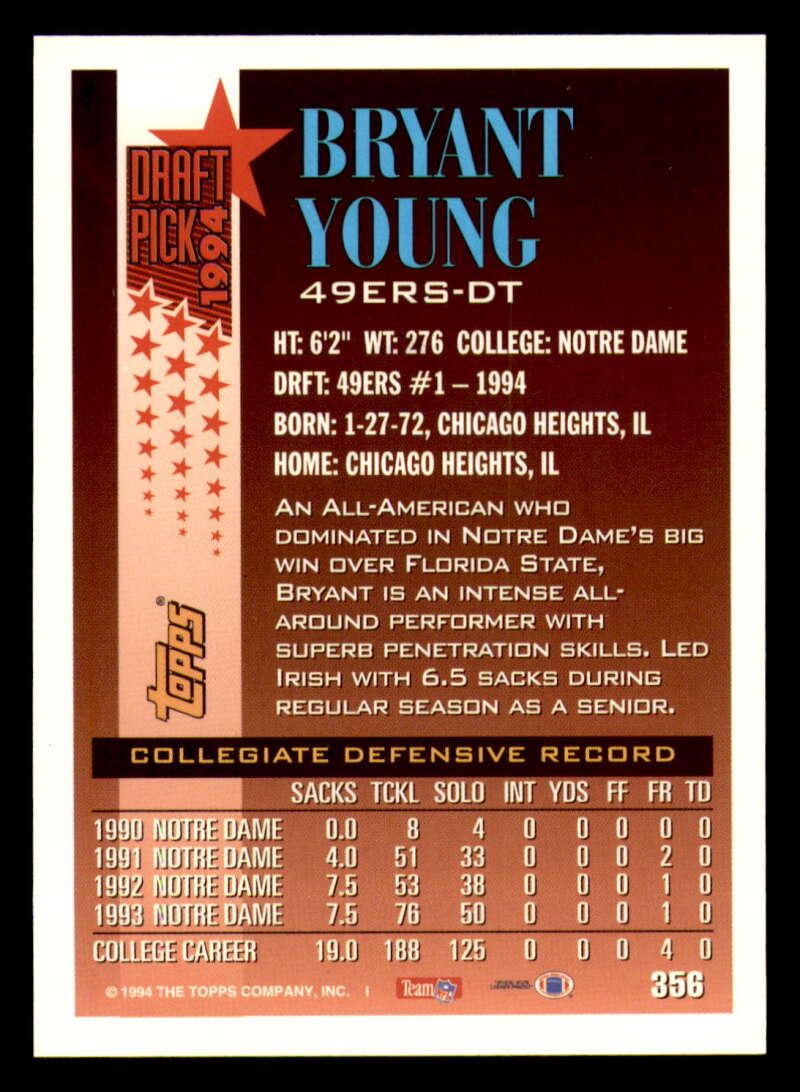 DRAFT
PICK
1994
BRYANT
YOUNG
49ERS-DT
HT: 6'2" WT: 276 COLLEGE: NOTRE DAME
DRFT: 49ERS #1 – 1994
BORN: 1-27-72, CHICAGO HEIGHTS, IL
HOME: CHICAGO HEIGHTS, IL
AN ALL-AMERICAN WHO
DOMINATED IN NOTRE DAME'S BIG
WIN OVER FLORIDA STATE,
BRYANT IS AN INTENSE ALL-
AROUND PERFORMER WITH
SUPERB PENETRATION SKILLS. LED
IRISH WITH 6.5 SACKS DURING
REGULAR SEASON AS A SENIOR.
Topps®
COLLEGIATE DEFENSIVE RECORD
SACKS TCKL SOLO INT YDS FF FR TD
1990 NOTRE DAME 0.0 8 4 0 0 0 0 0
1991 NOTRE DAME 4.0 51 33 0 0 0 2 0
1992 NOTRE DAME 7.5 53 38 0 0 0 1 0
1993 NOTRE DAME 7.5 76 50 0 0 0 1 0
COLLEGE CAREER 19.0 188 125 0 0 0 4 0
© 1994 THE TOPPS COMPANY, INC. I Team NFL 356